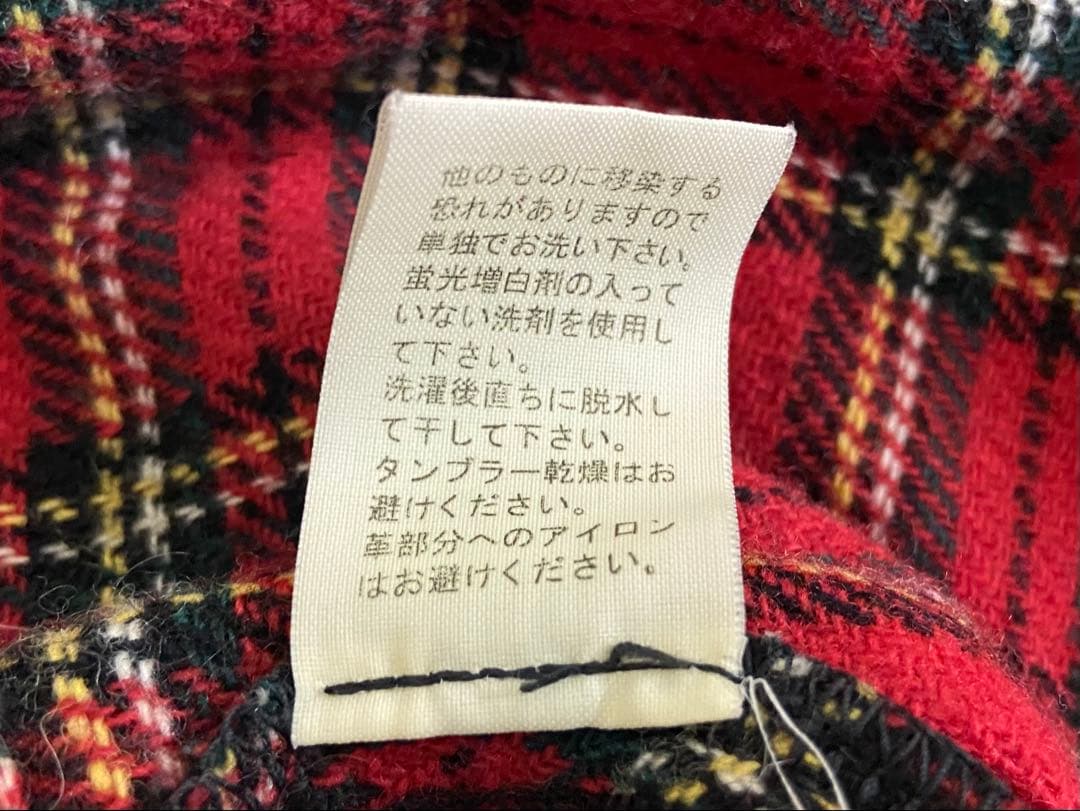 他のものに移染する
恐れがありますので
単独でお洗い下さい。
蛍光増白剤の入って
いない洗剤を使用し
て下さい。
洗濯後直ちに脱水し
て干して下さい。
タンブラー乾燥はお
避けください。
革部分へのアイロン
はお避けください。